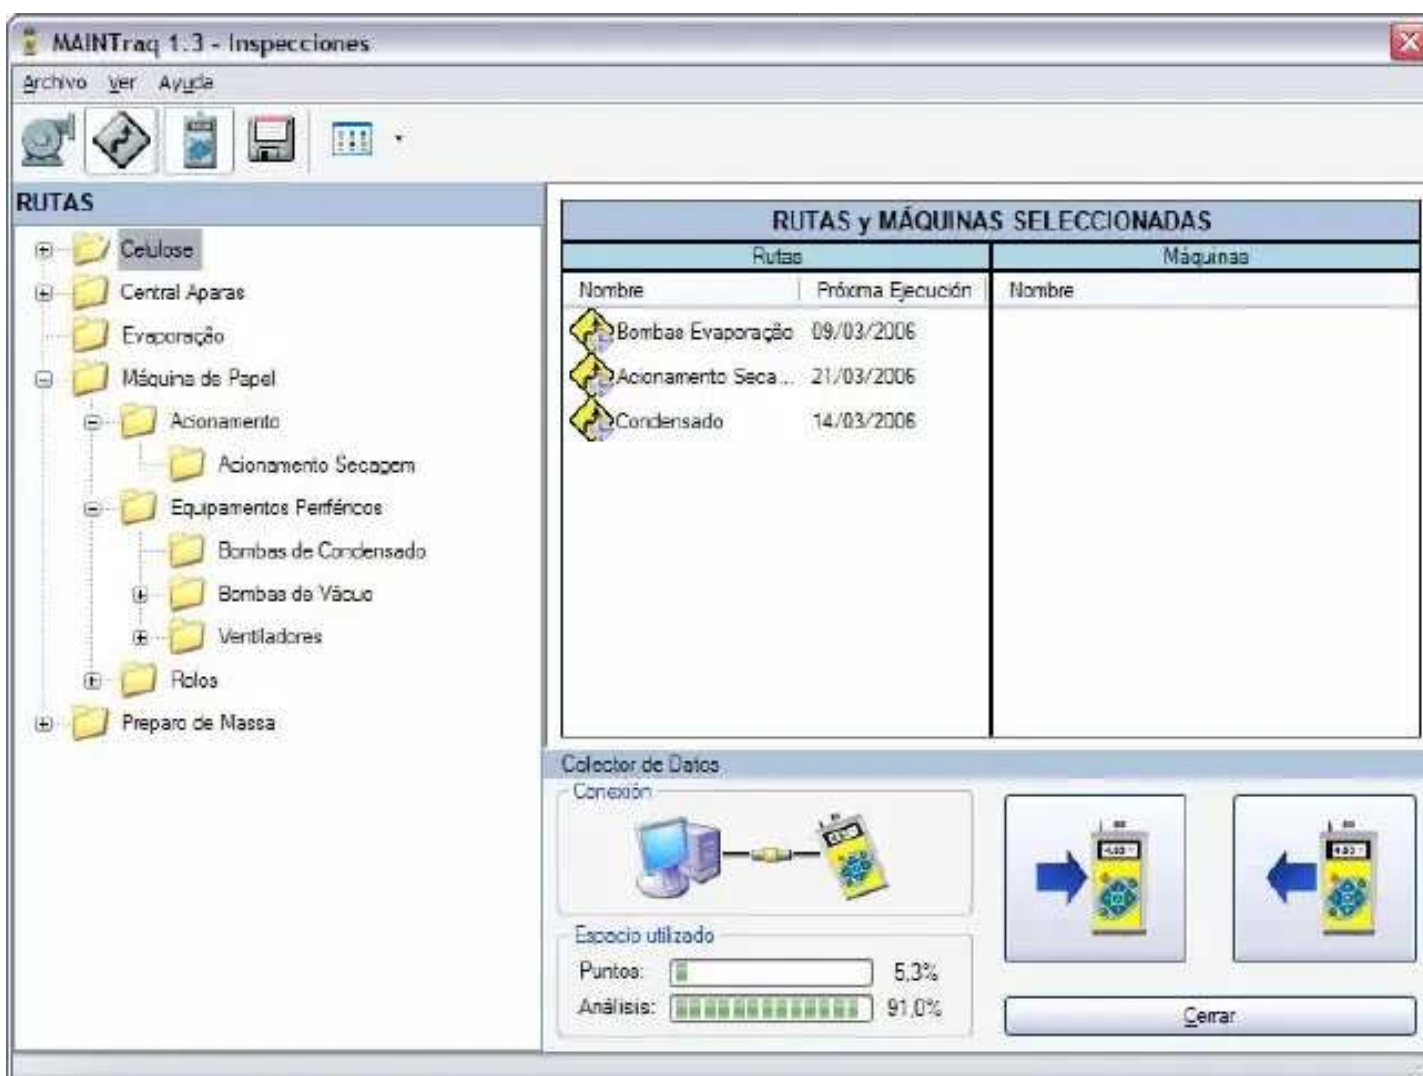 MAINTraq 1.3 - Inspecciones
Archivo Ver Ayuda
RUTAS
Celulose
Central Aparas
Evaporação
Máquina de Papel
Acionamento
Acionamento Secagem
Equipamentos Periféricos
Bombas de Condensado
Bombas de Vácuo
Ventiladores
Rolos
Preparo de Massa
RUTAS y MÁQUINAS SELECCIONADAS
Rutas Máquinas
Nombre Próxima Ejecución Nombre
Bombas Evaporação 09/03/2006
Acionamento Seca... 21/03/2006
Condensado 14/03/2006
Colector de Datos
Conexión
Espacio utilizado
Puntos: 5,3%
Análisis: 91,0%
Cerrar